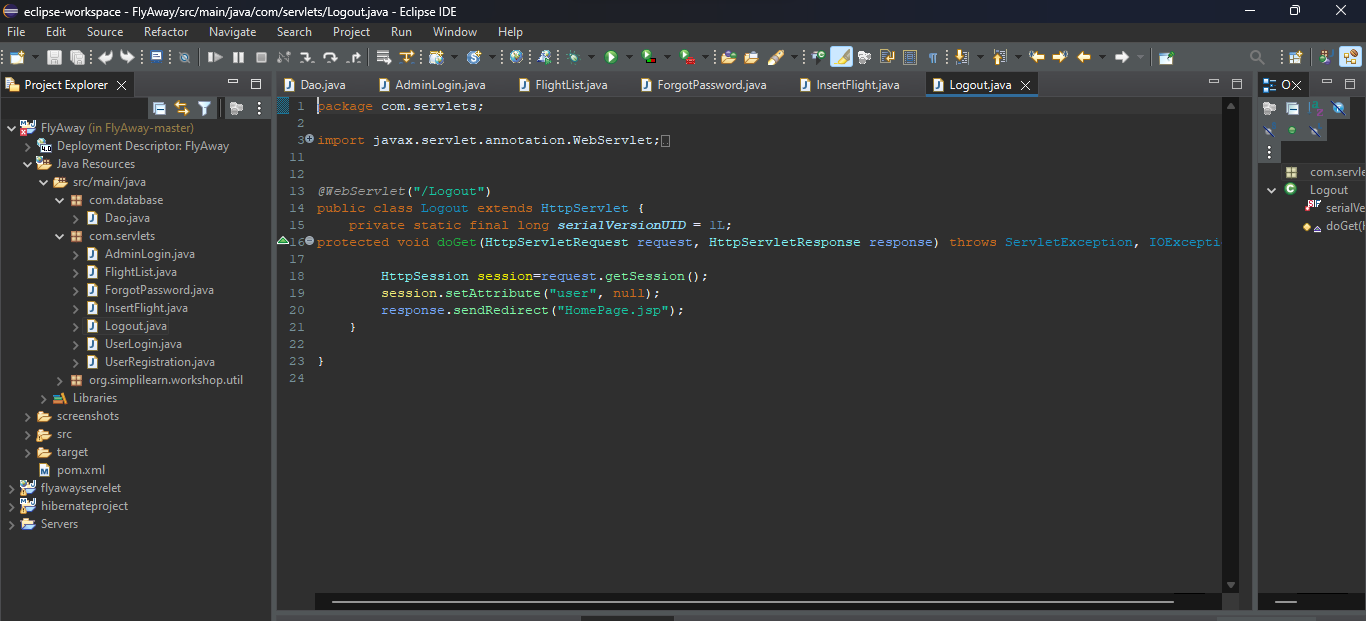 eclipse-workspace - FlyAway/src/main/java/com/servlets/Logout.java - Eclipse IDE
File Edit Source Refactor Navigate Search Project Run Window Help
Project Explorer
FlyAway (in FlyAway-master)
Deployment Descriptor: FlyAway
Java Resources
src/main/java
com.database
Dao.java
com.servlets
AdminLogin.java
FlightList.java
ForgotPassword.java
InsertFlight.java
Logout.java
UserLogin.java
UserRegistration.java
org.simplilearn.workshop.util
Libraries
screenshots
src
target
pom.xml
flyawayservelet
hibernateproject
Servers
Dao.java AdminLogin.java FlightList.java ForgotPassword.java InsertFlight.java Logout.java
1 package com.servlets;
2
3 import javax.servlet.annotation.WebServlet;
11
12
13 @WebServlet("/Logout")
14 public class Logout extends HttpServlet {
15 private static final long serialVersionUID = 1L;
16 protected void doGet(HttpServletRequest request, HttpServletResponse response) throws ServletException, IOExcepti
17
18 HttpSession session=request.getSession();
19 session.setAttribute("user", null);
20 response.sendRedirect("HomePage.jsp");
21 }
22
23 }
24
O
com.servle
Logout
serialVe
doGet(H